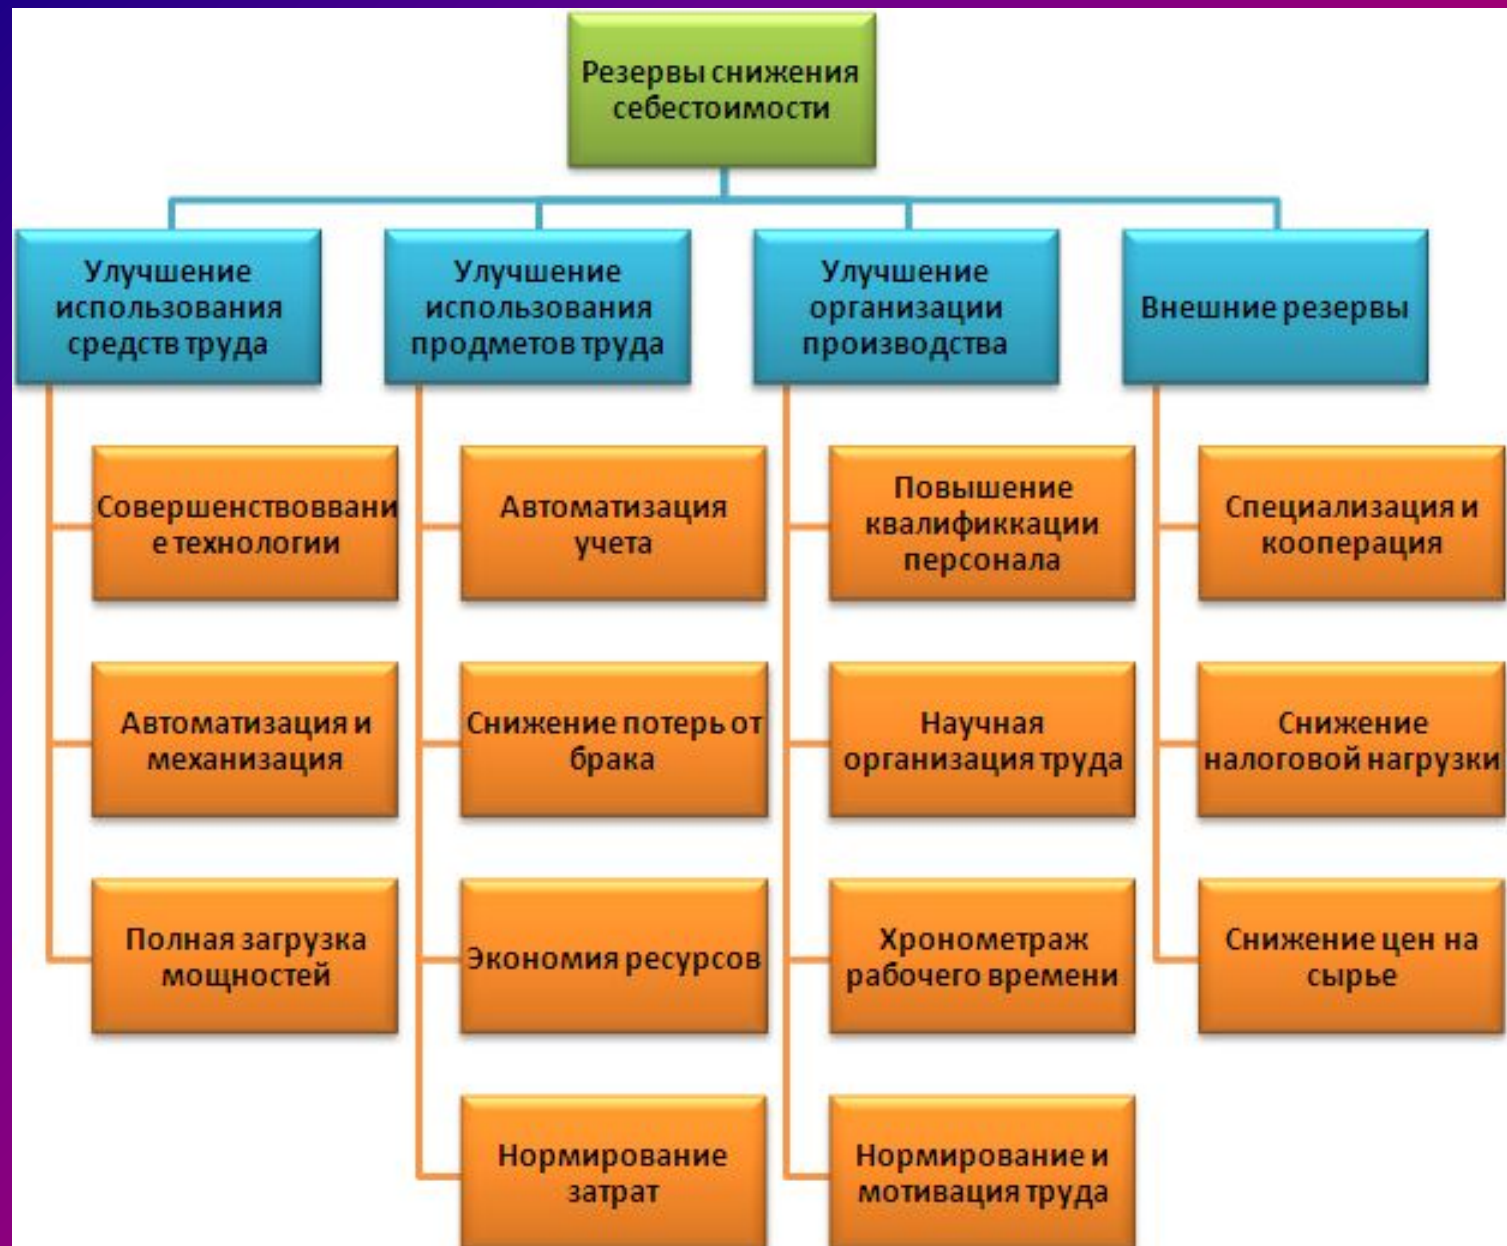 Резервы снижения
себестоимости
Улучшение
использования
средств труда
Улучшение
использования
продметов труда
Улучшение
организации
производства
Внешние резервы
Совершенствоввани
е технологии
Автоматизация
учета
Повышение
квалификкации
персонала
Специализация и
кооперация
Автоматизация и
механизация
Снижение потерь от
брака
Научная
организация труда
Снижение
налоговой нагрузки
Полная загрузка
мощностей
Экономия ресурсов
Хронометраж
рабочего времени
Снижение цен на
сырье
Нормирование
затрат
Нормирование и
мотивация труда